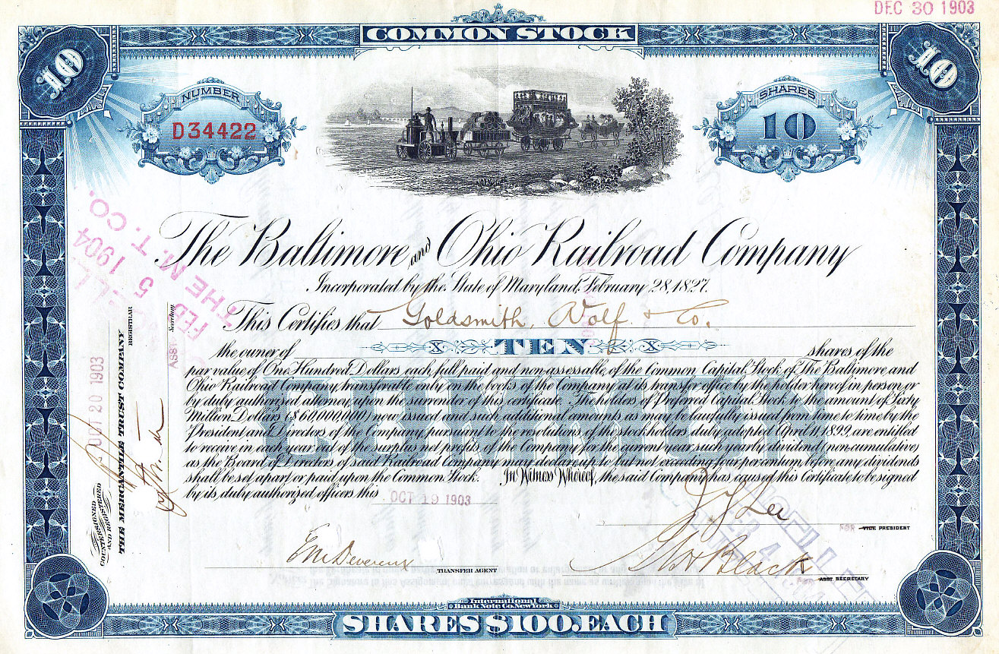 DEC 30 1903
COMMON STOCK
10
10
NUMBER
D34422
SHARES
10
The Baltimore and Ohio Railroad Company
Incorporated by the State of Maryland, February 28, 1827.
This Certifies that Goldsmith, Wolf & Co.
the owner of TEN shares of the
par value of One Hundred Dollars each, full paid and non-assessable, of the Common Capital Stock of The Baltimore and
Ohio Railroad Company, transferable only on the books of the Company at its transfer office by the holder hereof in person or
by duly authorized attorney, upon the surrender of this certificate. The holders of Preferred Capital Stock to the amount of Sixty
Million Dollars ($60,000,000) now issued and such additional amounts as may be lawfully issued from time to time by the
President and Directors of the Company, pursuant to the resolutions of the stockholders duly adopted April 11, 1899, are entitled
to receive in each year out of the surplus net profits of the Company for the current year such yearly dividend (non-cumulative)
as the Board of Directors of said Railroad Company may declare, up to but not exceeding four per centum, before any dividends
shall be set apart or paid upon the Common Stock. In Witness Whereof, the said Company has caused this Certificate to be signed
by its duly authorized officers this OCT 19 1903
COMMON
J Lee
FOR VICE PRESIDENT
E M Devereux
TRANSFER AGENT
Black
FOR ASST. SECRETARY
COUNTERSIGNED
AND REGISTERED
OCT 20 1903
THE MERCANTILE TRUST COMPANY
REGISTRAR
ASST Secretary
FEB 5 1904
THE M. T. CO.
International
Bank Note Co. New York
SHARES $100. EACH